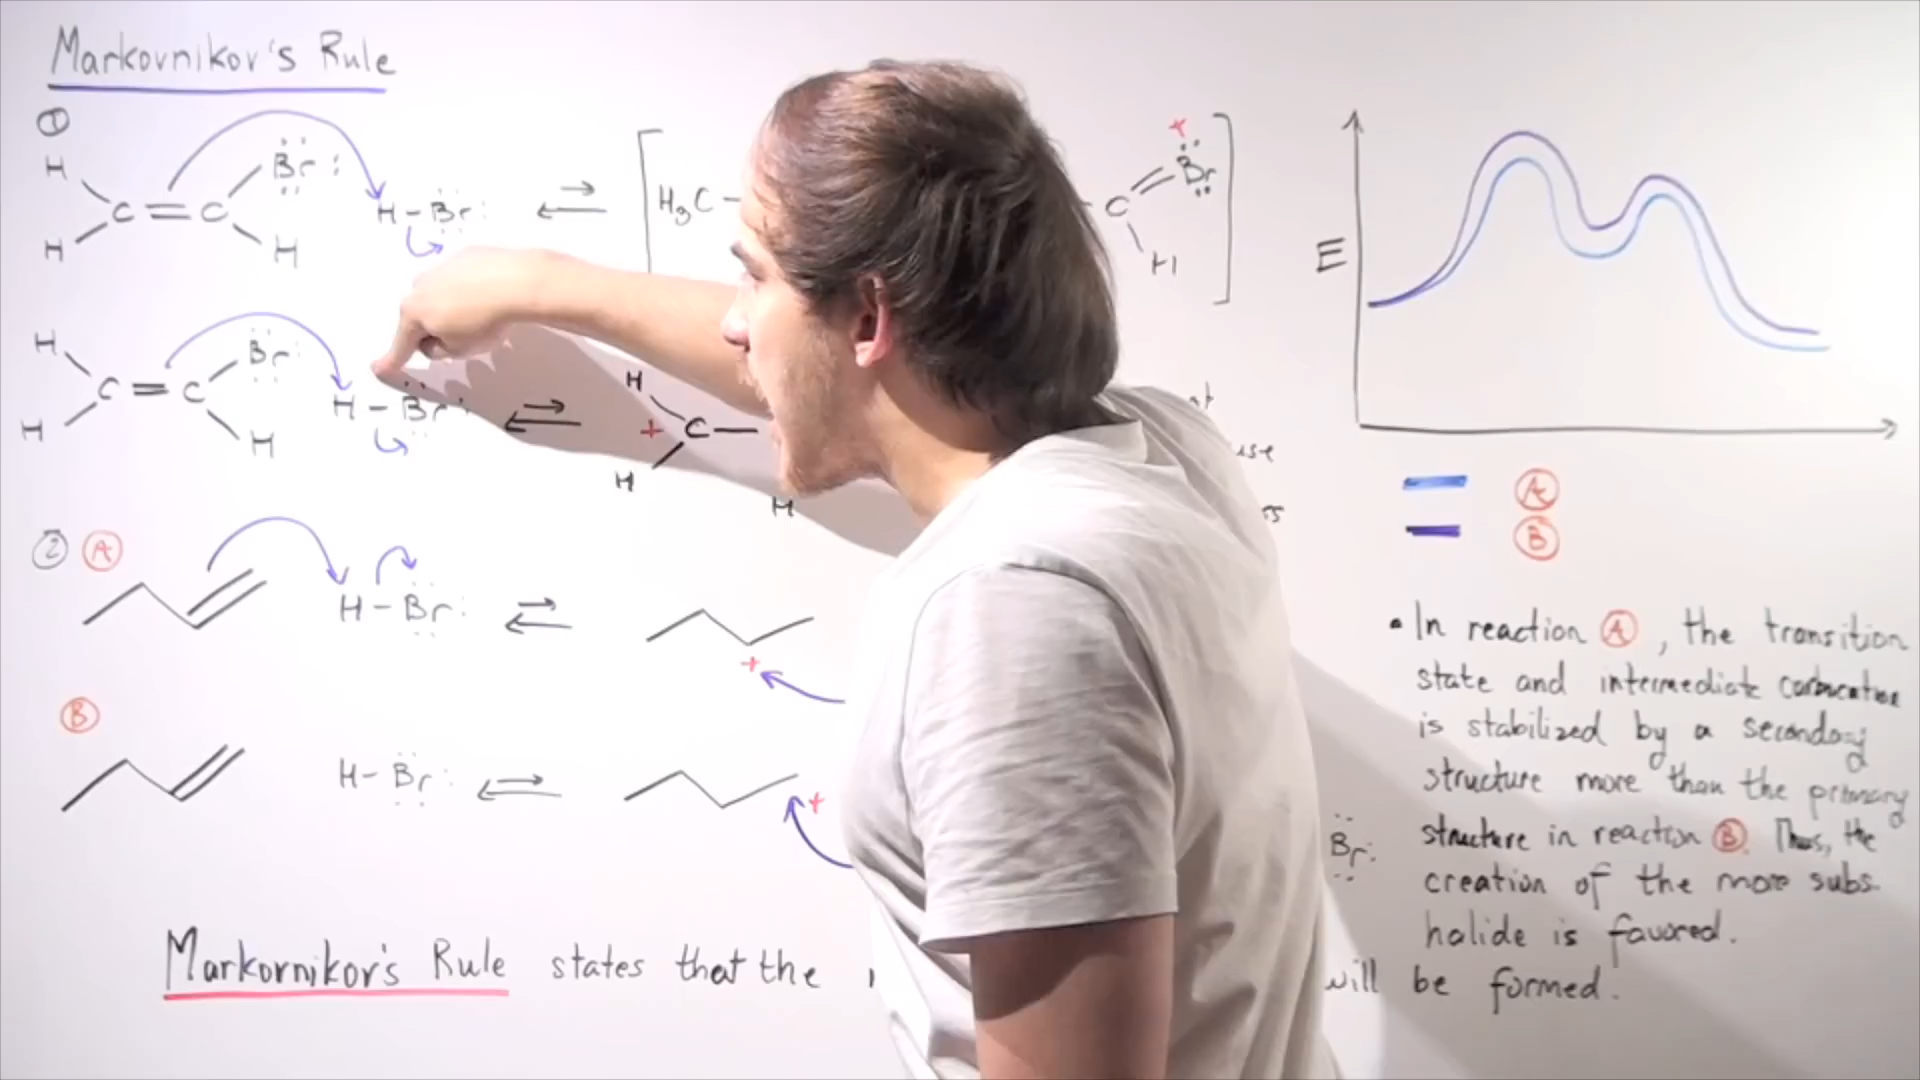 Markovnikov's Rule
1
H Br
C = C H - Br H3C - C = Br +
H H H
E
H Br
C = C H - Br H
H H + C -
H use
H
A
B
2 A
H - Br
+
B
H - Br
+
• In reaction A, the transition
state and intermediate carbocation
is stabilized by a secondary
structure more than the primary
Br structure in reaction B. Thus, the
creation of the more subs.
halide is favored.
Markovnikov's Rule states that the will be formed.